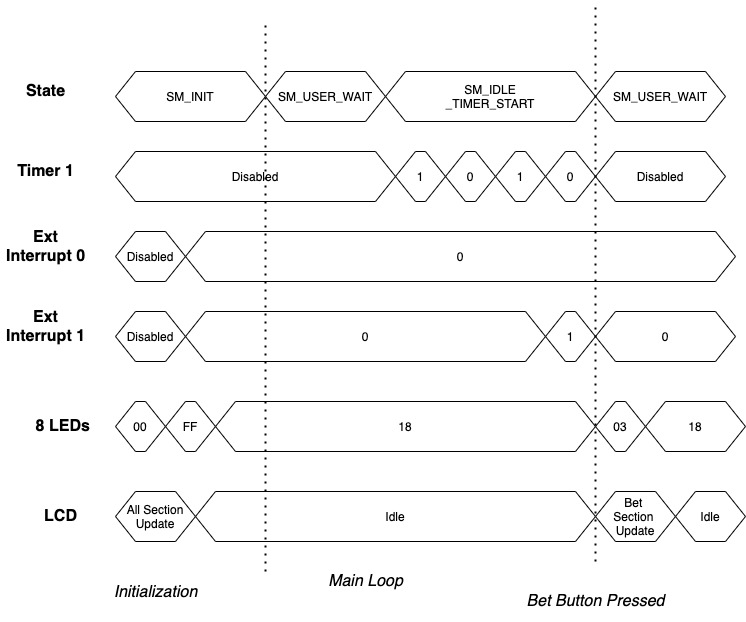 State
SM_INIT
SM_USER_WAIT
SM_IDLE
_TIMER_START
SM_USER_WAIT
Timer 1
Disabled
1
0
1
0
Disabled
Ext
Interrupt 0
Disabled
0
Ext
Interrupt 1
Disabled
0
1
0
8 LEDs
00
FF
18
03
18
LCD
All Section
Update
Idle
Bet
Section
Update
Idle
Initialization
Main Loop
Bet Button Pressed